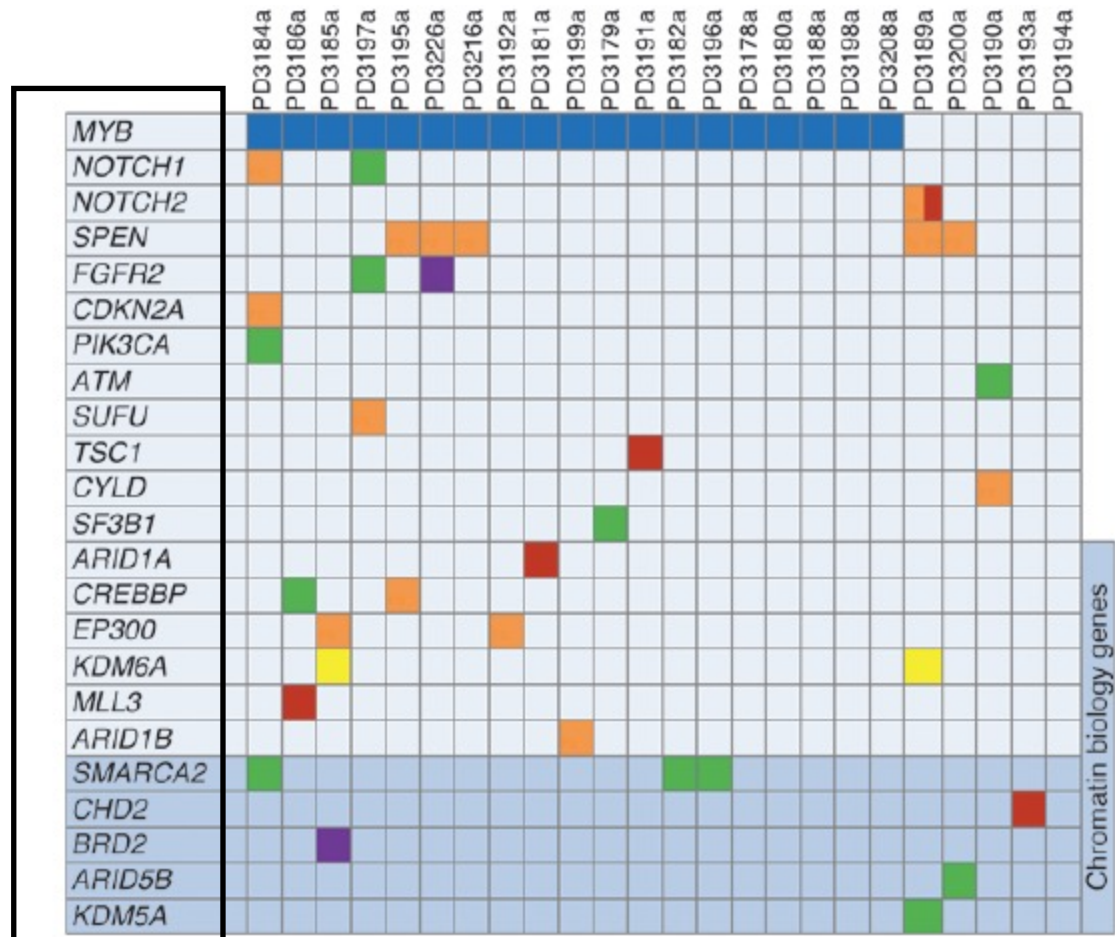 PD3184a
PD3186a
PD3185a
PD3197a
PD3195a
PD3226a
PD3216a
PD3192a
PD3181a
PD3199a
PD3179a
PD3191a
PD3182a
PD3196a
PD3178a
PD3180a
PD3188a
PD3198a
PD3208a
PD3189a
PD3200a
PD3190a
PD3193a
PD3194a
MYB
NOTCH1
NOTCH2
SPEN
FGFR2
CDKN2A
PIK3CA
ATM
SUFU
TSC1
CYLD
SF3B1
ARID1A
CREBBP
EP300
KDM6A
MLL3
ARID1B
SMARCA2
CHD2
BRD2
ARID5B
KDM5A
Chromatin biology genes